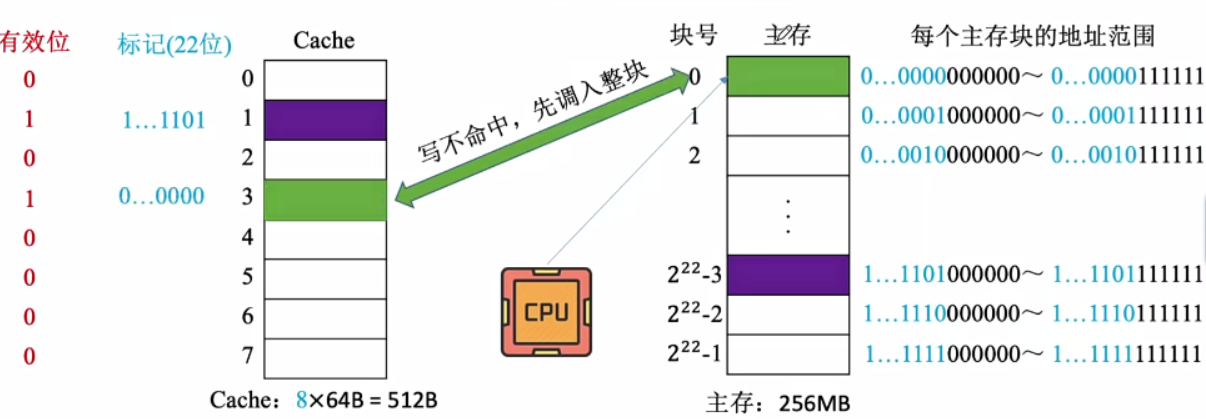 有效位 标记(22位) Cache 块号 主存 每个主存块的地址范围
0 0 0 0...0000000000～ 0...0000111111
1 1...1101 1 1 0...0001000000～ 0...0001111111
0 2 2 0...0010000000～ 0...0010111111
写不命中，先调入整块
1 0...0000 3
⋮
0 4
0 5 2²²-3 1...1101000000～ 1...1101111111
0 6 CPU 2²²-2 1...1110000000～ 1...1110111111
0 7 2²²-1 1...1111000000～ 1...1111111111
Cache：8×64B = 512B 主存：256MB